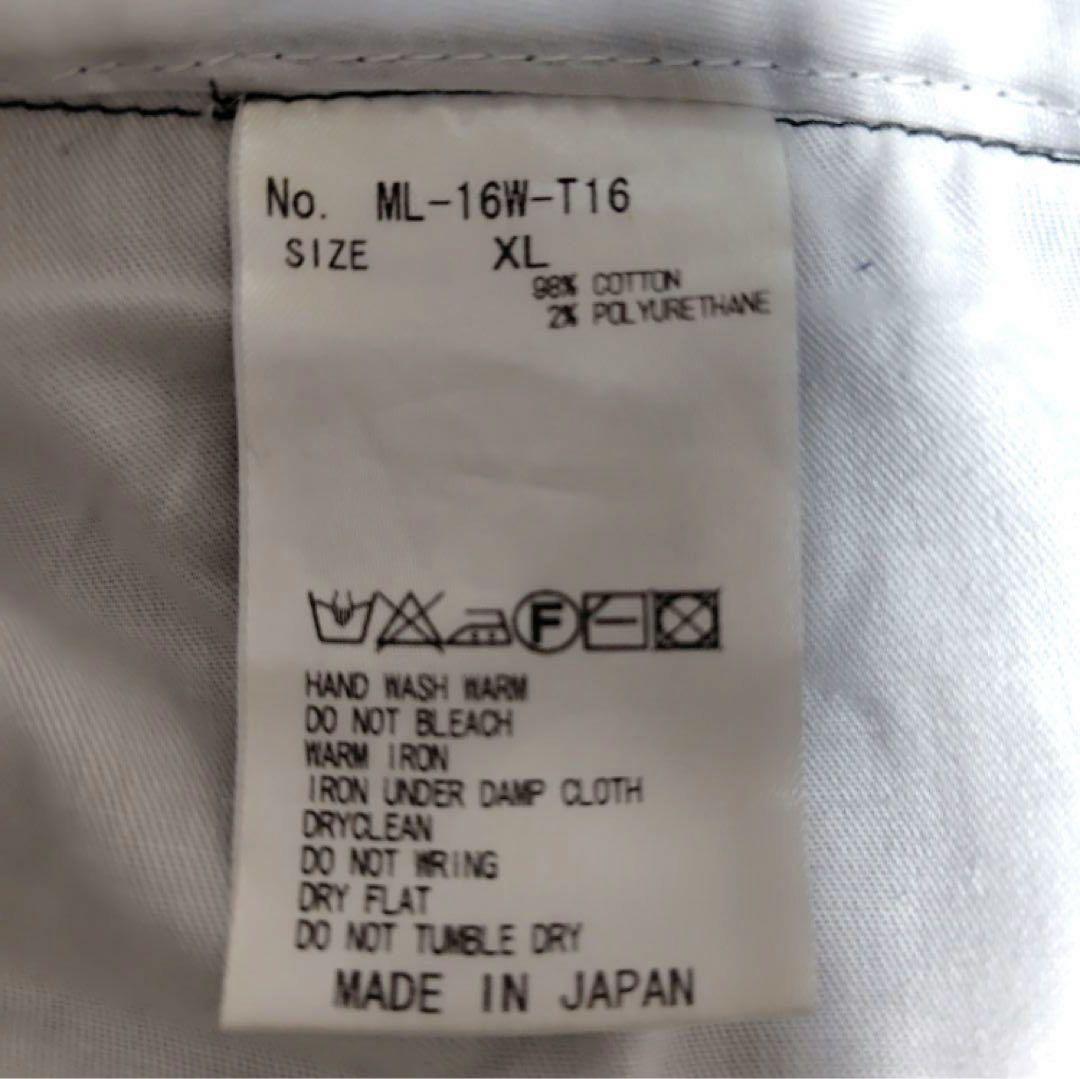 No. ML-16W-T16
SIZE XL
98% COTTON
2% POLYURETHANE
F
HAND WASH WARM
DO NOT BLEACH
WARM IRON
IRON UNDER DAMP CLOTH
DRYCLEAN
DO NOT WRING
DRY FLAT
DO NOT TUMBLE DRY
MADE IN JAPAN